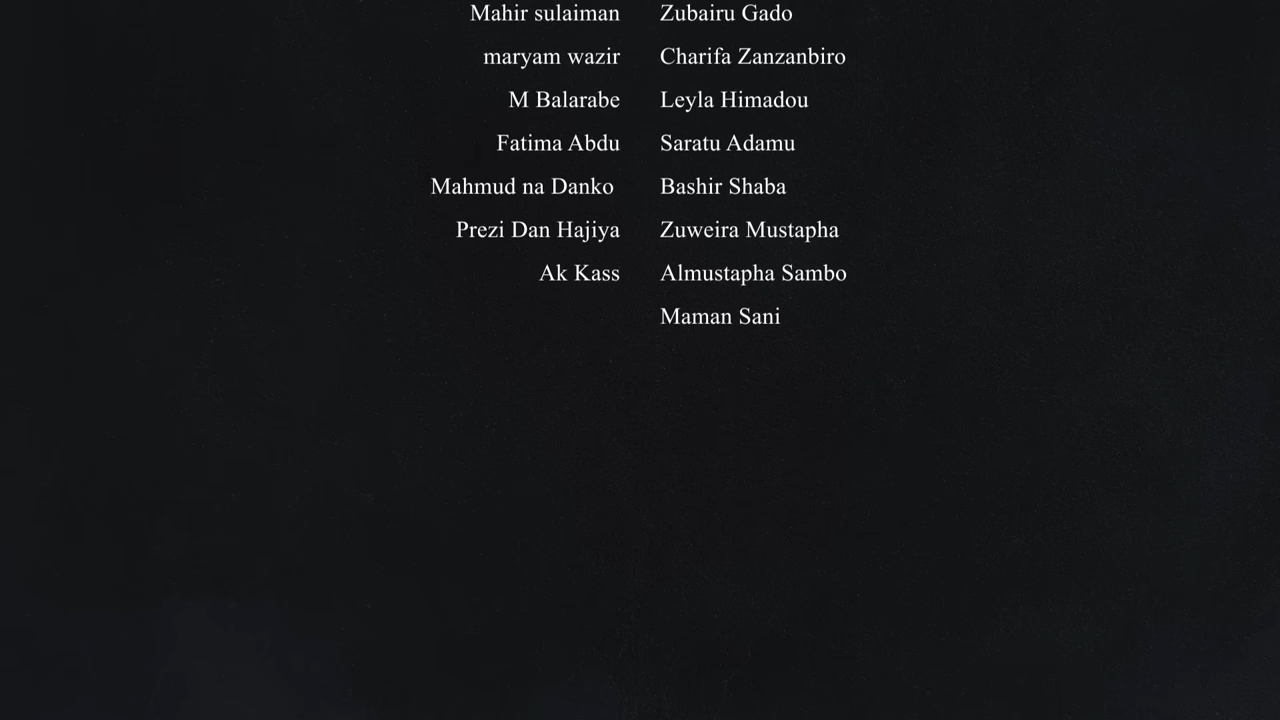 Mahir sulaiman Zubairu Gado
maryam wazir Charifa Zanzanbiro
M Balarabe Leyla Himadou
Fatima Abdu Saratu Adamu
Mahmud na Danko Bashir Shaba
Prezi Dan Hajiya Zuweira Mustapha
Ak Kass Almustapha Sambo
Maman Sani